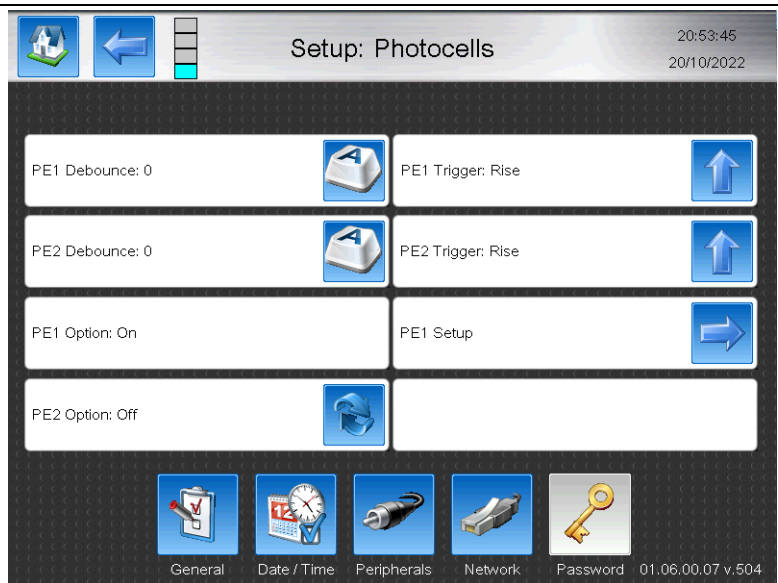 Setup: Photocells
20:53:45
20/10/2022
PE1 Debounce: 0
PE1 Trigger: Rise
PE2 Debounce: 0
PE2 Trigger: Rise
PE1 Option: On
PE1 Setup
PE2 Option: Off
General
Date / Time
Peripherals
Network
Password
01.06.00.07 v.504